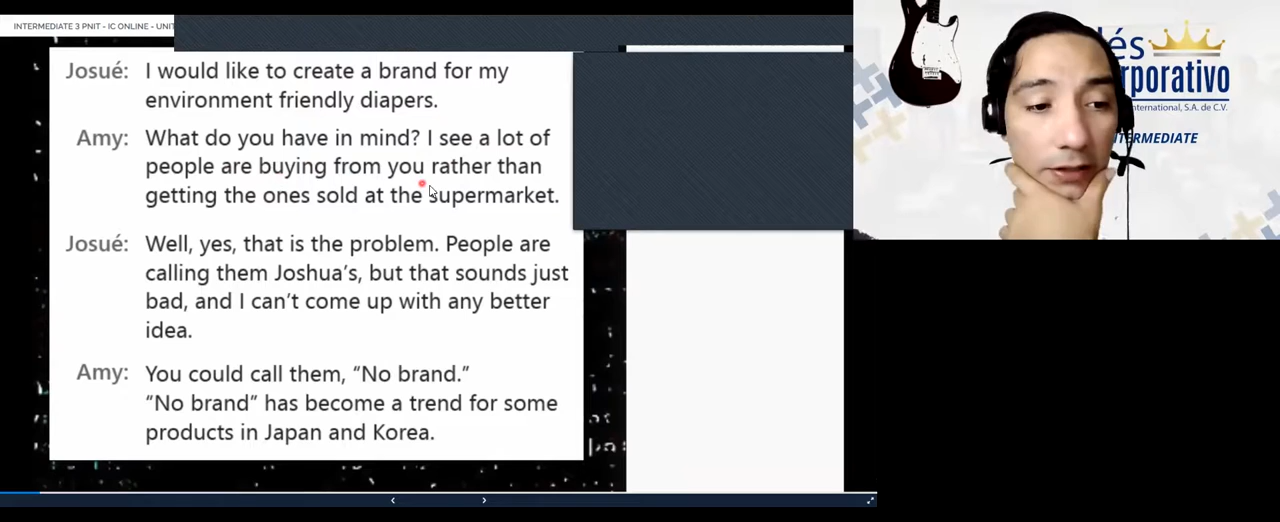 INTERMEDIATE 3 PNIT - IC ONLINE - UNIT
Josué: I would like to create a brand for my
environment friendly diapers.
Amy: What do you have in mind? I see a lot of
people are buying from you rather than
getting the ones sold at the supermarket.
Josué: Well, yes, that is the problem. People are
calling them Joshua's, but that sounds just
bad, and I can't come up with any better
idea.
Amy: You could call them, “No brand.”
“No brand” has become a trend for some
products in Japan and Korea.
lés
rporativo
International, S.A. de C.V.
TERMEDIATE